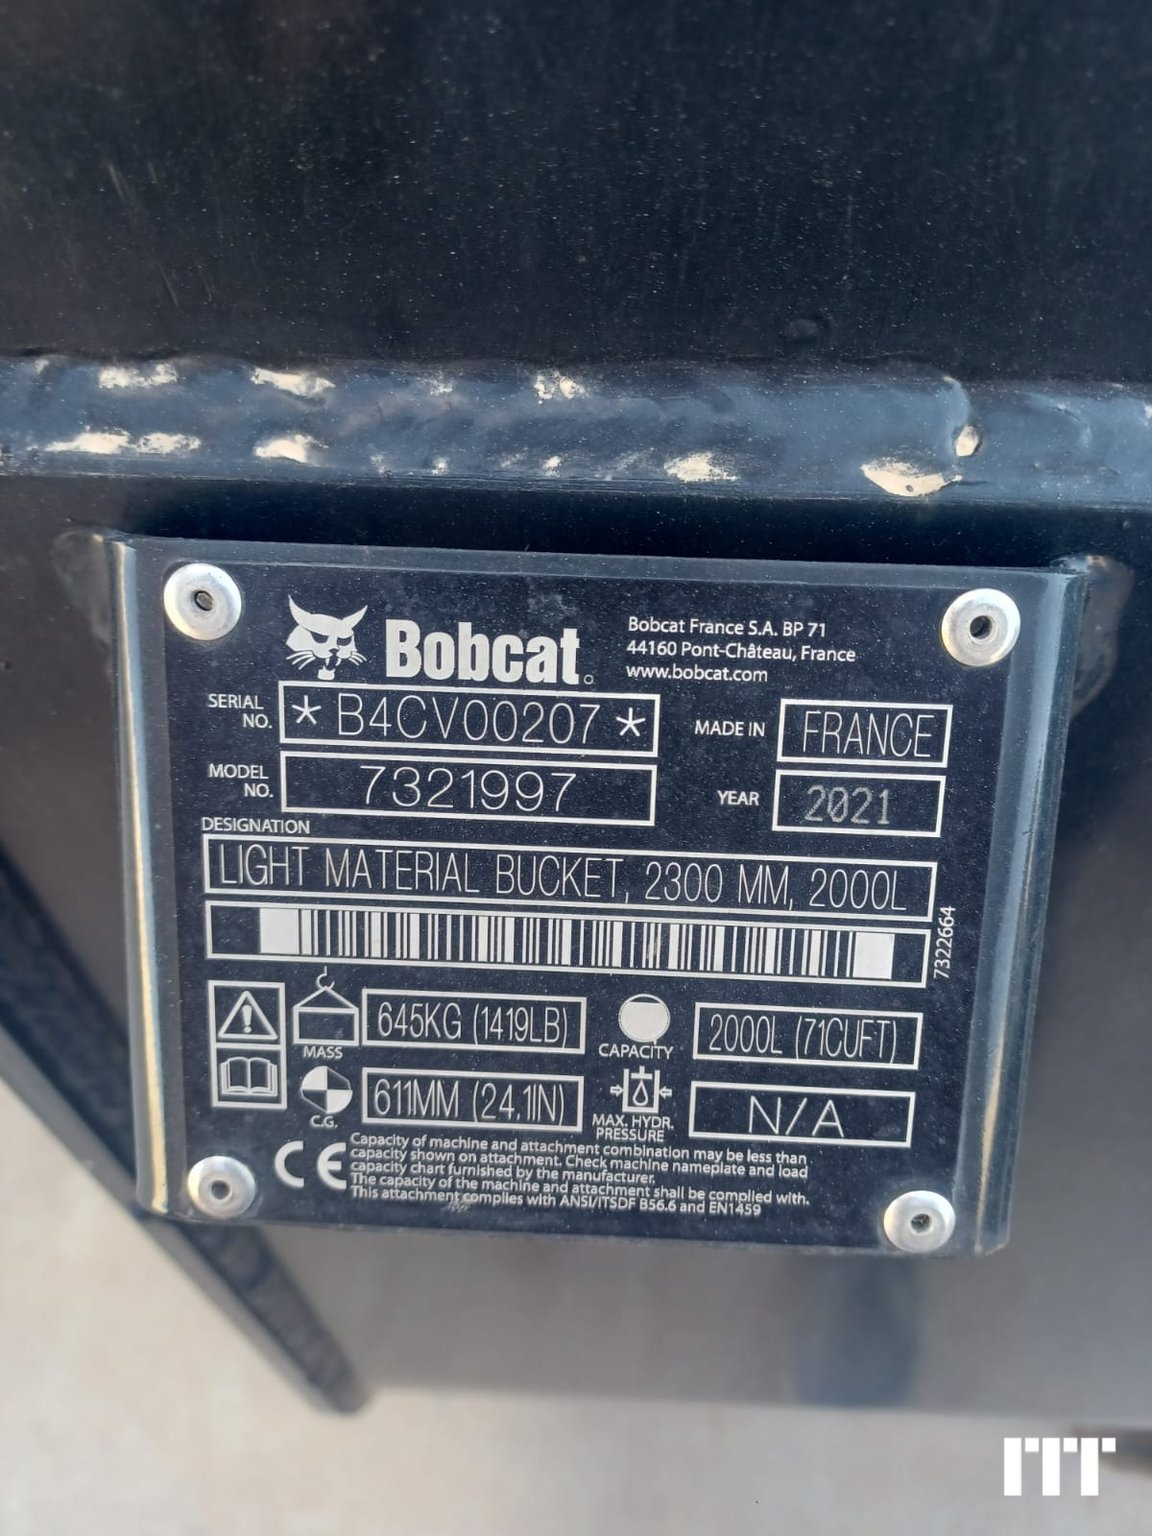 Bobcat
Bobcat France S.A. BP 71
44160 Pont-Château, France
www.bobcat.com
SERIAL NO. *B4CV00207*
MADE IN FRANCE
MODEL NO. 7321997
YEAR 2021
DESIGNATION
LIGHT MATERIAL BUCKET, 2300 MM, 2000L
7322664
MASS 645KG (1419LB)
CAPACITY 2000L (71CUFT)
C.G. 611MM (24.1IN)
MAX. HYDR. PRESSURE N/A
CE
Capacity of machine and attachment combination may be less than
capacity shown on attachment. Check machine nameplate and load
capacity chart furnished by the manufacturer.
The capacity of the machine and attachment shall be complied with.
This attachment complies with ANSI/ITSDF B56.6 and EN1459